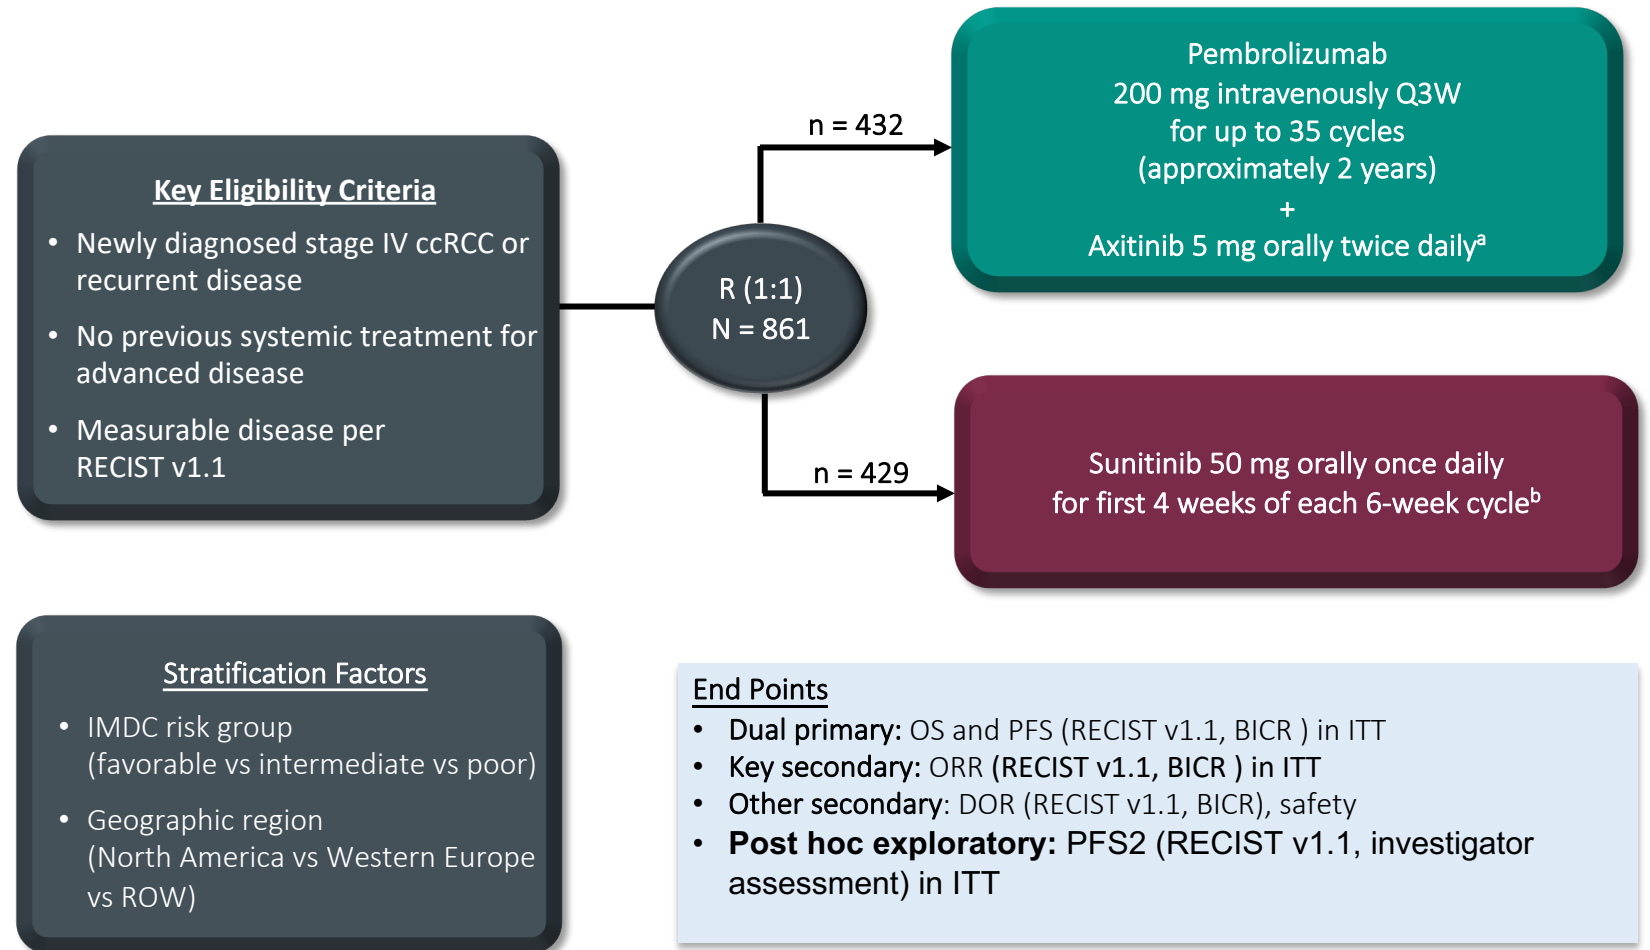 Key Eligibility Criteria
• Newly diagnosed stage IV ccRCC or
recurrent disease
• No previous systemic treatment for
advanced disease
• Measurable disease per
RECIST v1.1
R (1:1)
N = 861
n = 432
Pembrolizumab
200 mg intravenously Q3W
for up to 35 cycles
(approximately 2 years)
+
Axitinib 5 mg orally twice dailyᵃ
n = 429
Sunitinib 50 mg orally once daily
for first 4 weeks of each 6-week cycleᵇ
Stratification Factors
• IMDC risk group
(favorable vs intermediate vs poor)
• Geographic region
(North America vs Western Europe
vs ROW)
End Points
• Dual primary: OS and PFS (RECIST v1.1, BICR ) in ITT
• Key secondary: ORR (RECIST v1.1, BICR ) in ITT
• Other secondary: DOR (RECIST v1.1, BICR), safety
• Post hoc exploratory: PFS2 (RECIST v1.1, investigator
assessment) in ITT